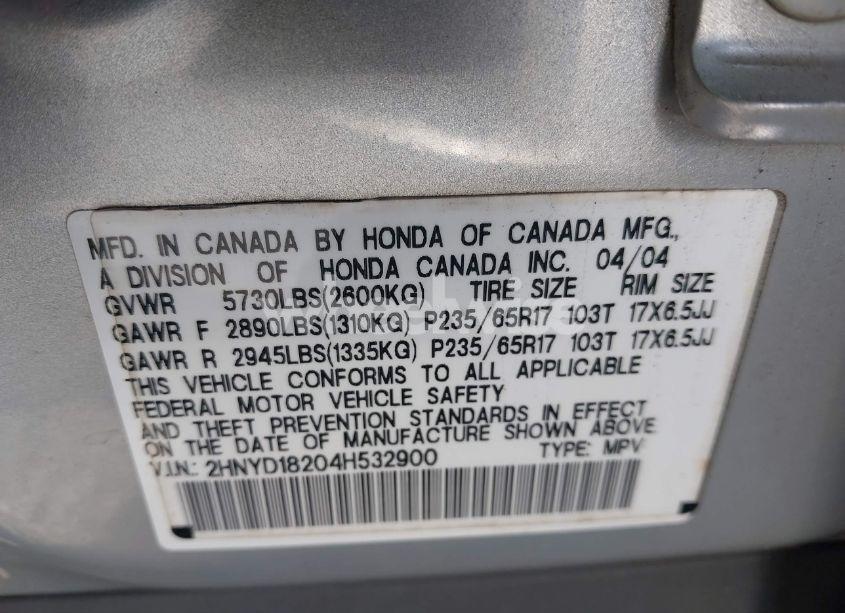 MFD. IN CANADA BY HONDA OF CANADA MFG.,
A DIVISION OF HONDA CANADA INC. 04/04
GVWR 5730LBS(2600KG) TIRE SIZE RIM SIZE
GAWR F 2890LBS(1310KG) P235/65R17 103T 17X6.5JJ
GAWR R 2945LBS(1335KG) P235/65R17 103T 17X6.5JJ
THIS VEHICLE CONFORMS TO ALL APPLICABLE
FEDERAL MOTOR VEHICLE SAFETY
AND THEFT PREVENTION STANDARDS IN EFFECT
ON THE DATE OF MANUFACTURE SHOWN ABOVE.
V.I.N.: 2HNYD18204H532900 TYPE: MPV